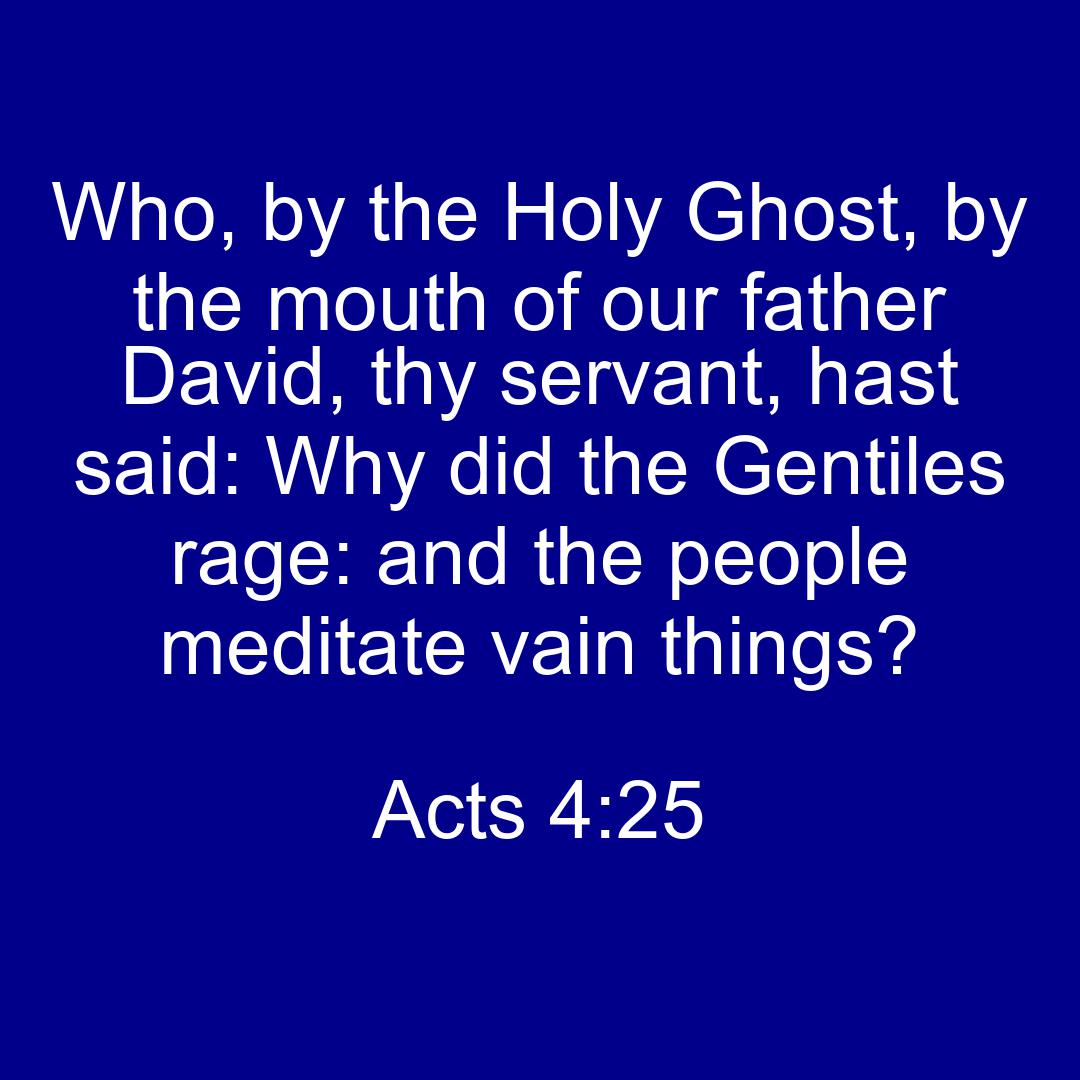 Who, by the Holy Ghost, by
the mouth of our father
David, thy servant, hast
said: Why did the Gentiles
rage: and the people
meditate vain things?
Acts 4:25